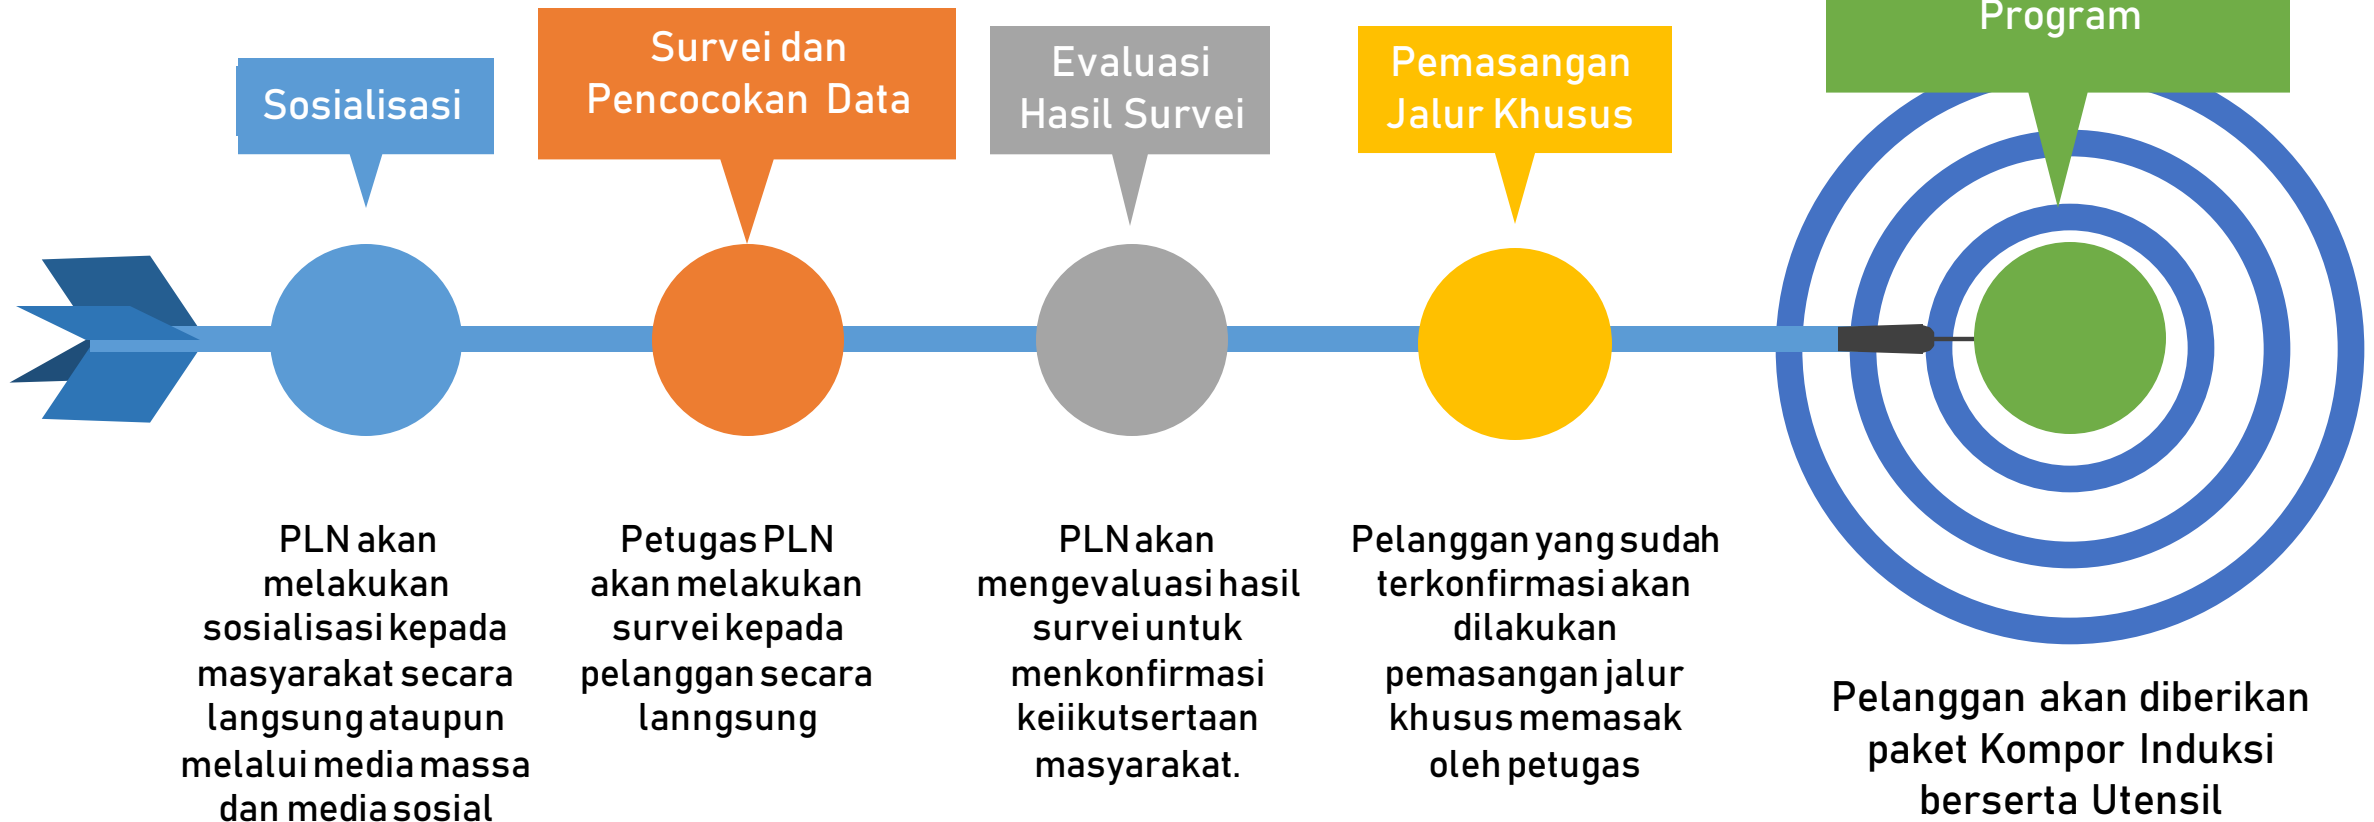 Sosialisasi
Survei dan
Pencocokan Data
Evaluasi
Hasil Survei
Pemasangan
Jalur Khusus
Program
PLN akan
melakukan
sosialisasi kepada
masyarakat secara
langsung ataupun
melalui media massa
dan media sosial
Petugas PLN
akan melakukan
survei kepada
pelanggan secara
lanngsung
PLN akan
mengevaluasi hasil
survei untuk
menkonfirmasi
keiikutsertaan
masyarakat.
Pelanggan yang sudah
terkonfirmasi akan
dilakukan
pemasangan jalur
khusus memasak
oleh petugas
Pelanggan akan diberikan
paket Kompor Induksi
berserta Utensil